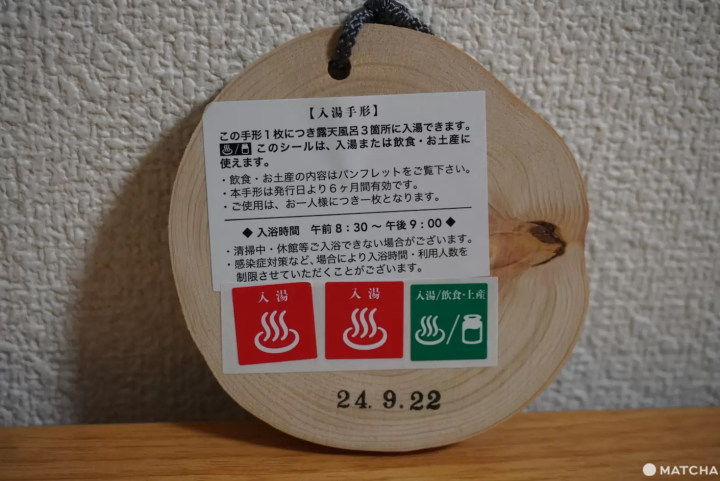 【入湯手形】
この手形1枚につき露天風呂3箇所に入湯できます。
/ このシールは、入湯または飲食・お土産に
使えます。
・飲食・お土産の内容はパンフレットをご覧下さい。
・本手形は発行日より6ヶ月間有効です。
・ご使用は、お一人様につき一枚となります。
◆ 入浴時間 午前8:30～午後9:00 ◆
・清掃中・休館等ご入浴できない場合がございます。
・感染症対策など、場合により入浴時間・利用人数を
制限させていただくことがございます。
入湯
入湯
入湯/飲食・土産
/
24.9.22
MATCHA